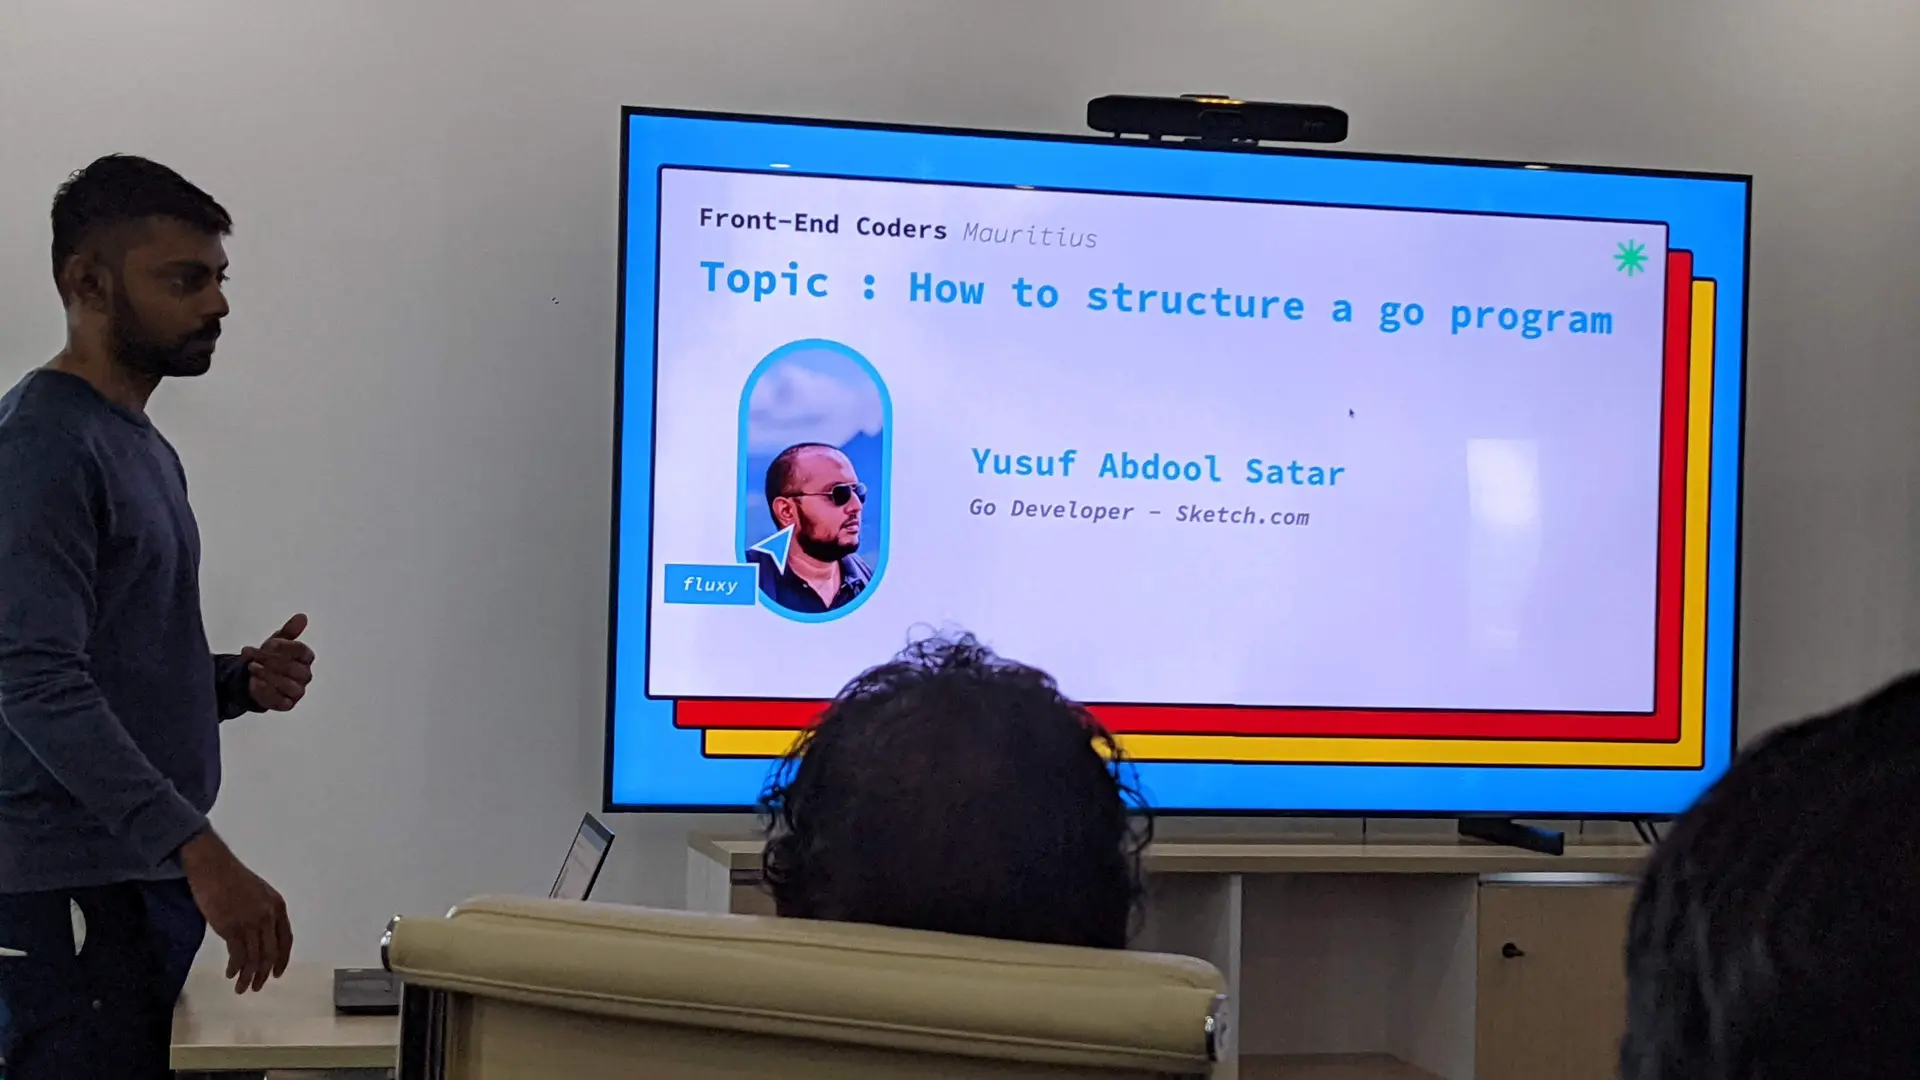 Front-End Coders Mauritius
Topic : How to structure a go program
Yusuf Abdool Satar
Go Developer - Sketch.com
fluxy